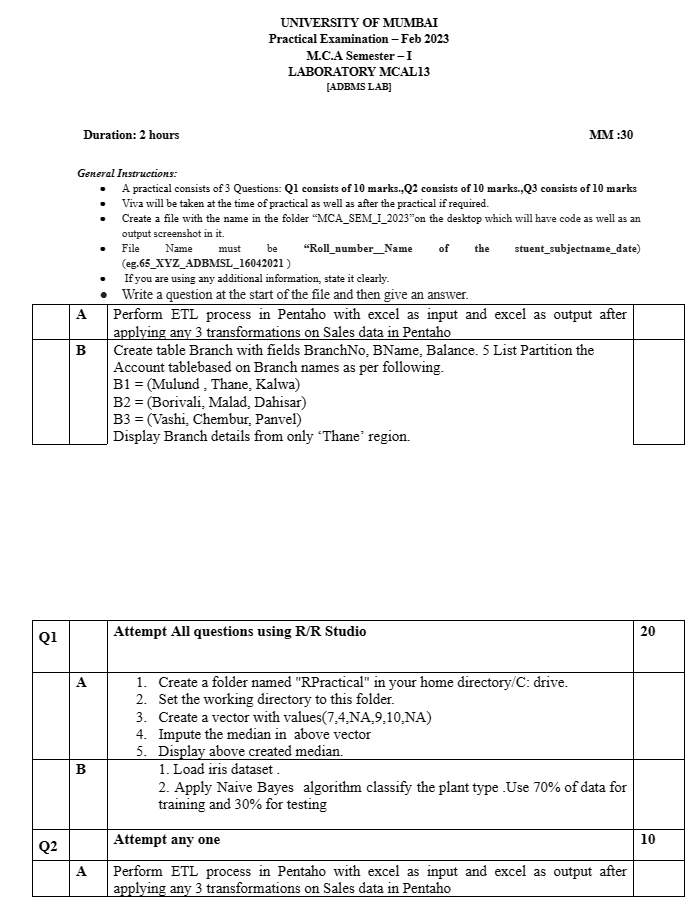 UNIVERSITY OF MUMBAI
Practical Examination – Feb 2023
M.C.A Semester – I
LABORATORY MCAL13
[ADBMS LAB]
Duration: 2 hours MM :30
General Instructions:
• A practical consists of 3 Questions: Q1 consists of 10 marks.,Q2 consists of 10 marks.,Q3 consists of 10 marks
• Viva will be taken at the time of practical as well as after the practical if required.
• Create a file with the name in the folder “MCA_SEM_I_2023”on the desktop which will have code as well as an
output screenshot in it.
• File Name must be “Roll_number__Name of the stuent_subjectname_date)
(eg.65_XYZ_ADBMSL_16042021 )
• If you are using any additional information, state it clearly.
• Write a question at the start of the file and then give an answer.
A Perform ETL process in Pentaho with excel as input and excel as output after
applying any 3 transformations on Sales data in Pentaho
B Create table Branch with fields BranchNo, BName, Balance. 5 List Partition the
Account tablebased on Branch names as per following.
B1 = (Mulund , Thane, Kalwa)
B2 = (Borivali, Malad, Dahisar)
B3 = (Vashi, Chembur, Panvel)
Display Branch details from only ‘Thane’ region.
Q1 Attempt All questions using R/R Studio 20
A 1. Create a folder named "RPractical" in your home directory/C: drive.
2. Set the working directory to this folder.
3. Create a vector with values(7,4,NA,9,10,NA)
4. Impute the median in above vector
5. Display above created median.
B 1. Load iris dataset .
2. Apply Naive Bayes algorithm classify the plant type .Use 70% of data for
training and 30% for testing
Q2 Attempt any one 10
A Perform ETL process in Pentaho with excel as input and excel as output after
applying any 3 transformations on Sales data in Pentaho